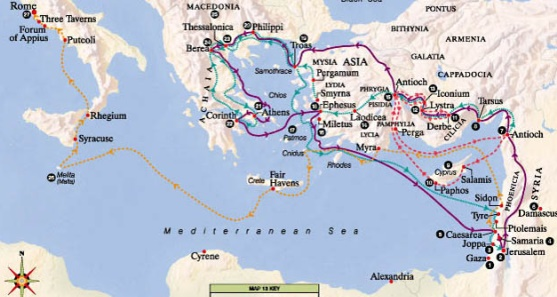 MACEDONIA
PONTUS
Rome
Three Taverns
Forum
of Appius
Putcoli
Thessalonica
Philippi
Berea
Troas
BITHYNIA
ARMENIA
GALATIA
CAPPADOCIA
ASIA
MYSIA
Samothrace
Pergamum
LYDIA
Smyrna
PHRYGIA
PISIDIA
Antioch
Iconium
Lystra
Derbe
CILICIA
Tarsus
Antioch
ACHAIA
Chios
Corinth
Athens
Ephesus
Laodicea
Miletus
Patmos
PAMPHYLIA
Perga
LYCIA
Myra
Cnidus
Rhodes
Rhegium
Syracuse
Melita
(Malta)
Crete
Fair
Havens
Cyprus
Salamis
Paphos
SYRIA
PHOENICIA
Sidon
Damascus
Tyre
Ptolemais
Caesarea
Samaria
Joppa
Jerusalem
Gaza
Mediterranean Sea
Cyrene
Alexandria
N
MAP 13 KEY